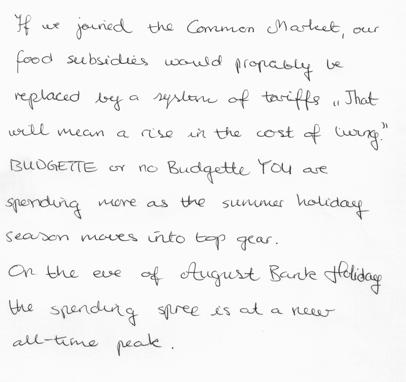 If we joined the Common Market, our
food subsidies would propably be
replaced by a system of tariffs „That
will mean a rise in the cost of living."
BUDGETTE or no Budgette YOU are
spending more as the summer holiday
season moves into top gear.
On the eve of August Bank Holiday
the spending spree is at a new
all-time peak.